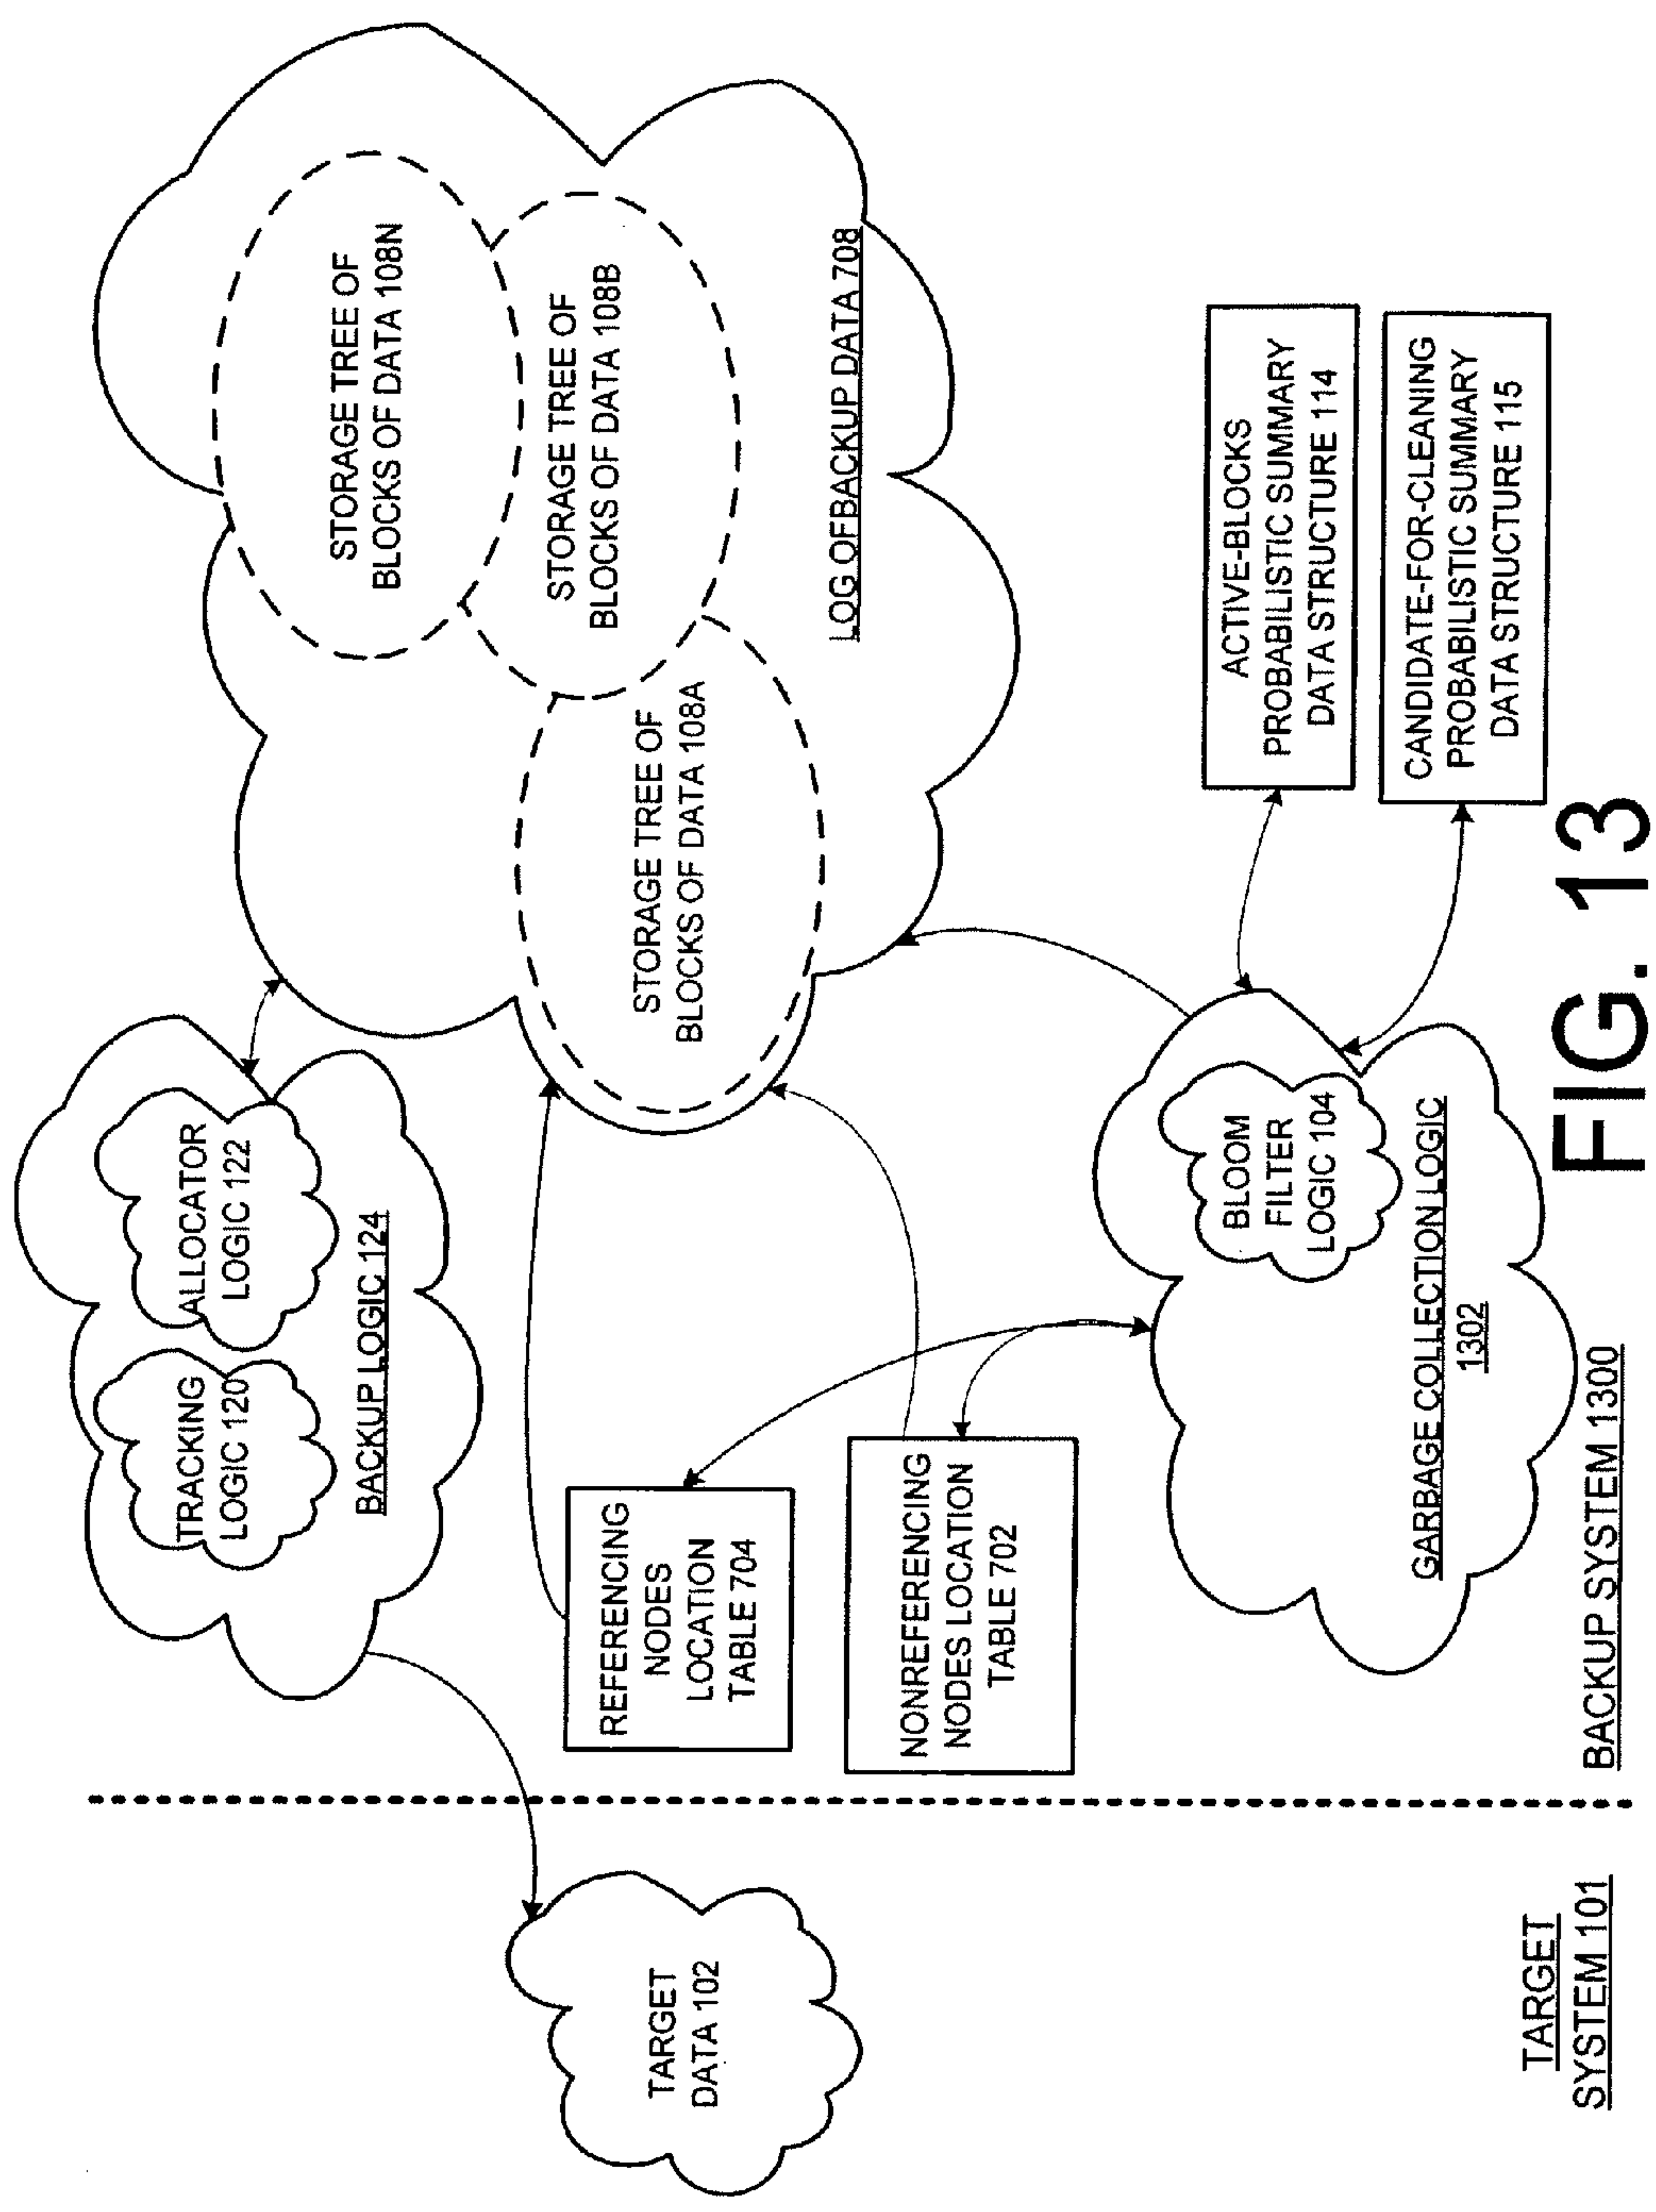 TRACKING
LOGIC 120
ALLOCATOR
LOGIC 122
BACKUP LOGIC 124
STORAGE TREE OF
BLOCKS OF DATA 108N
STORAGE TREE OF
BLOCKS OF DATA 108B
STORAGE TREE OF
BLOCKS OF DATA 108A
LOG OFBACKUP DATA 708
TARGET
DATA 102
REFERENCING
NODES
LOCATION
TABLE 704
NONREFERENCING
NODES LOCATION
TABLE 702
BLOOM
FILTER
LOGIC 104
GARBAGE COLLECTION LOGIC
1302
ACTIVE-BLOCKS
PROBABILISTIC SUMMARY
DATA STRUCTURE 114
CANDIDATE-FOR-CLEANING
PROBABILISTIC SUMMARY
DATA STRUCTURE 115
TARGET
SYSTEM 101
BACKUP SYSTEM 1300
FIG. 13